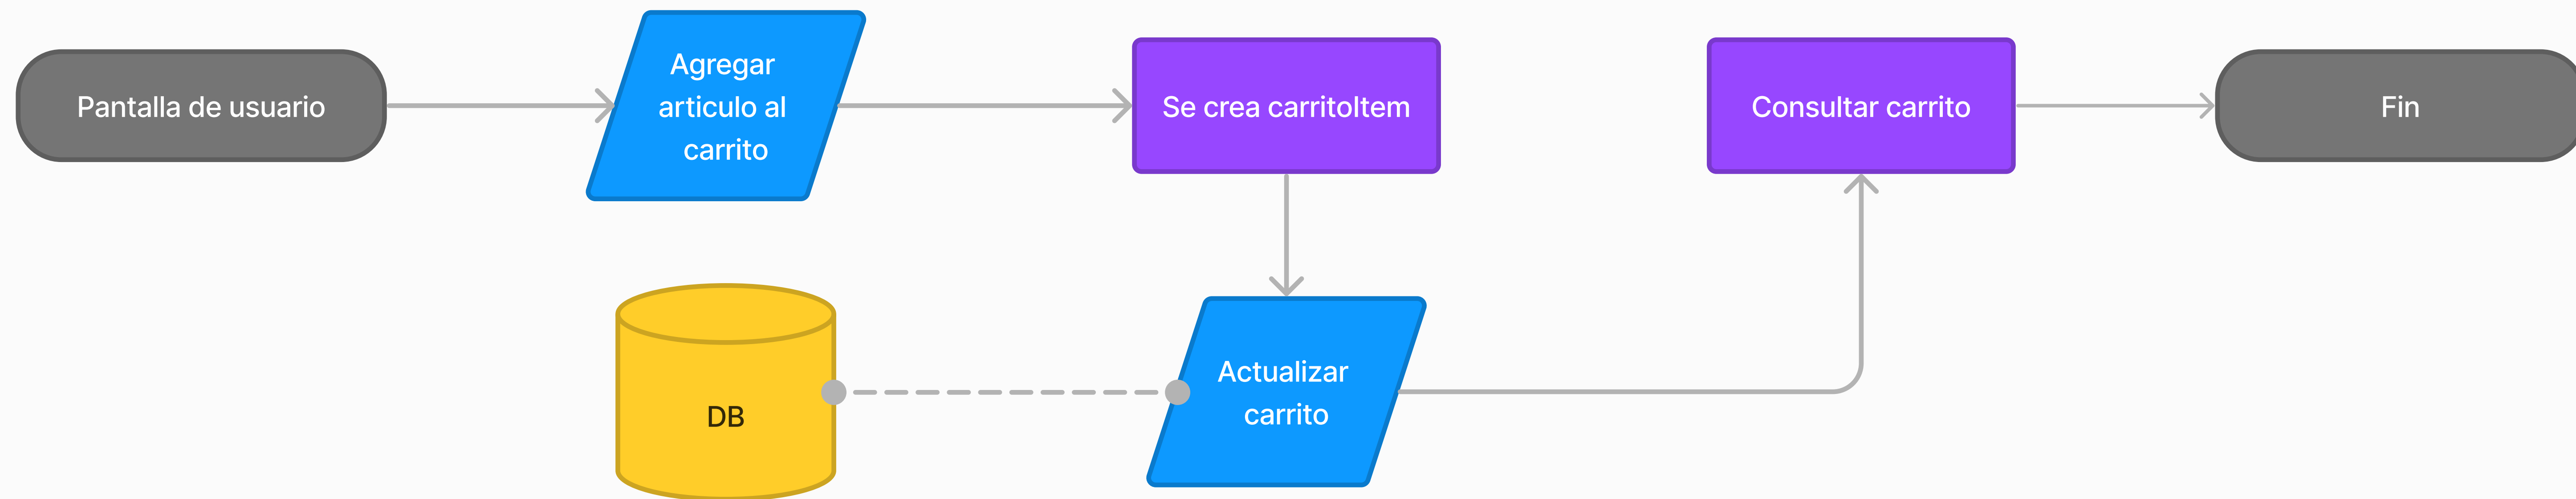 Pantalla de usuario
Agregar
articulo al
carrito
Se crea carritoItem
Consultar carrito
Fin
DB
Actualizar
carrito